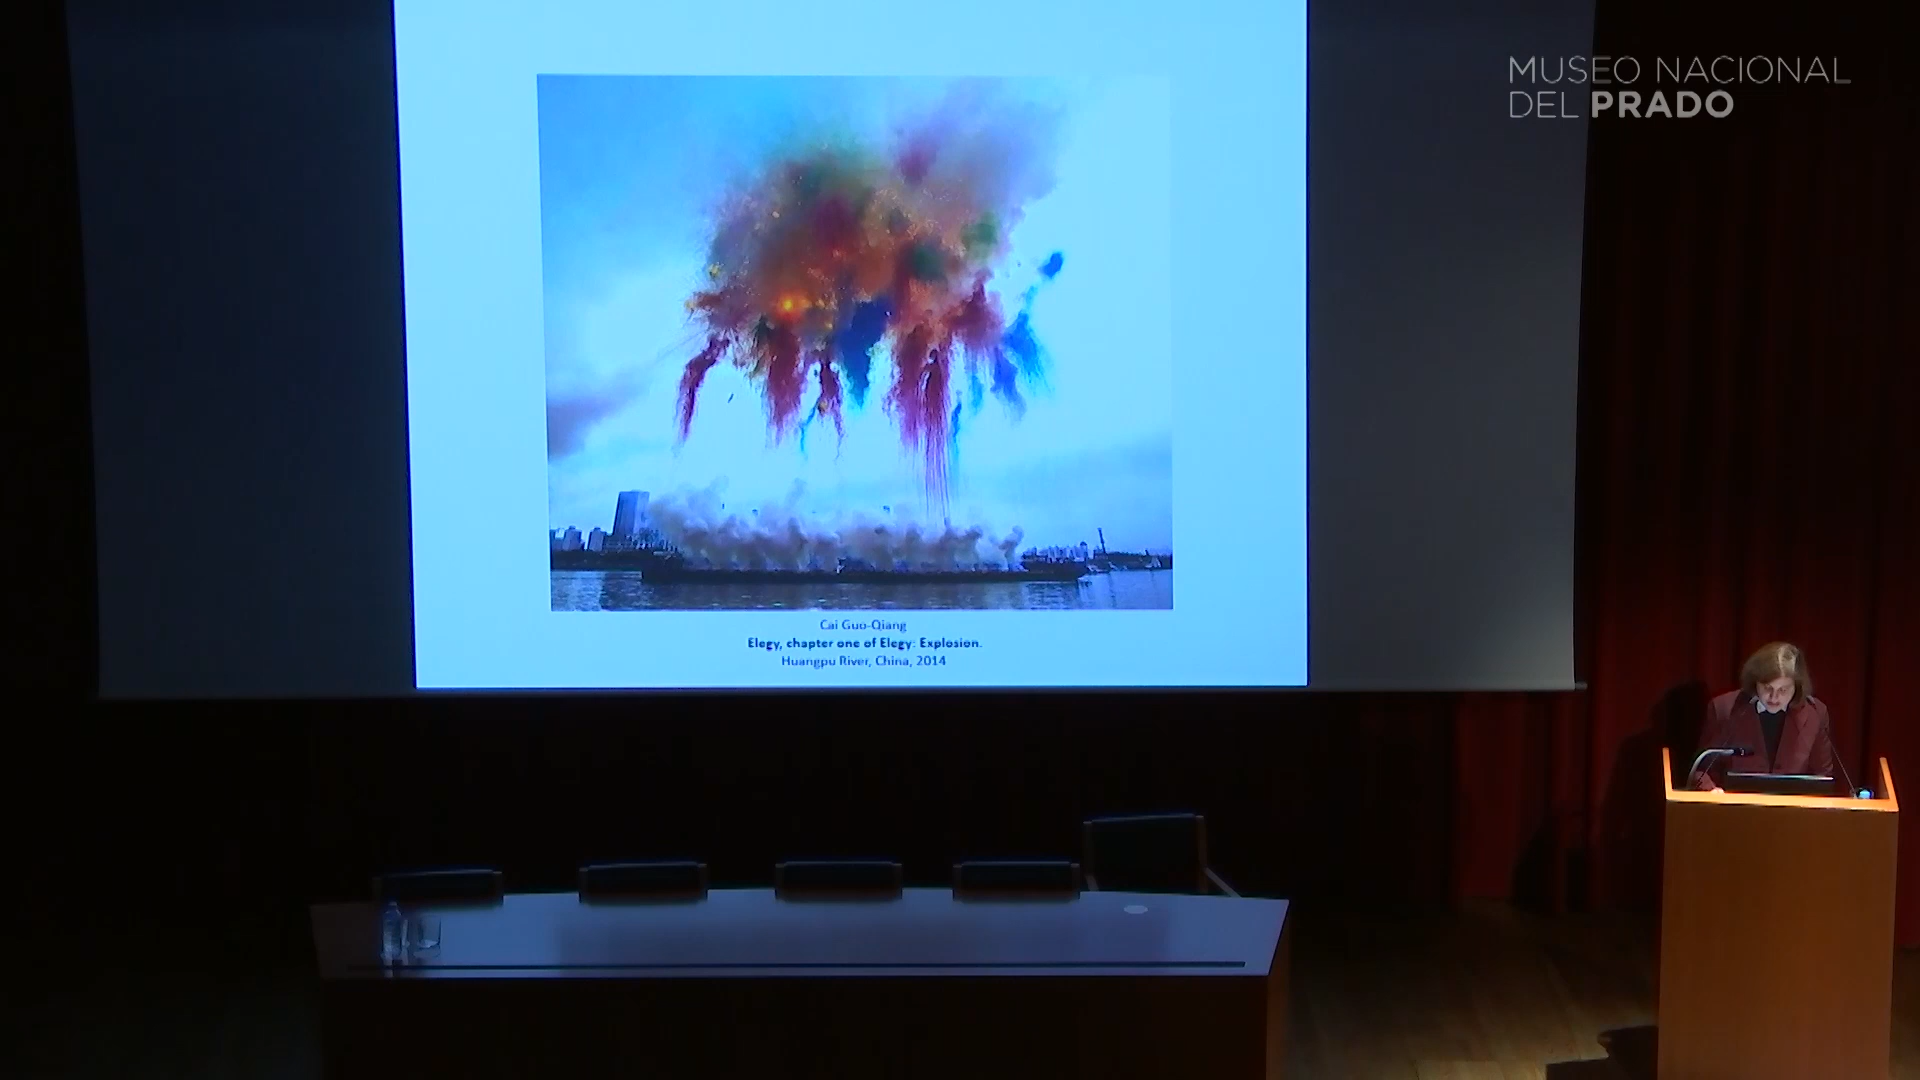 MUSEO NACIONAL
DEL PRADO
Cai Guo-Qiang
Elegy, chapter one of Elegy: Explosion.
Huangpu River, China, 2014